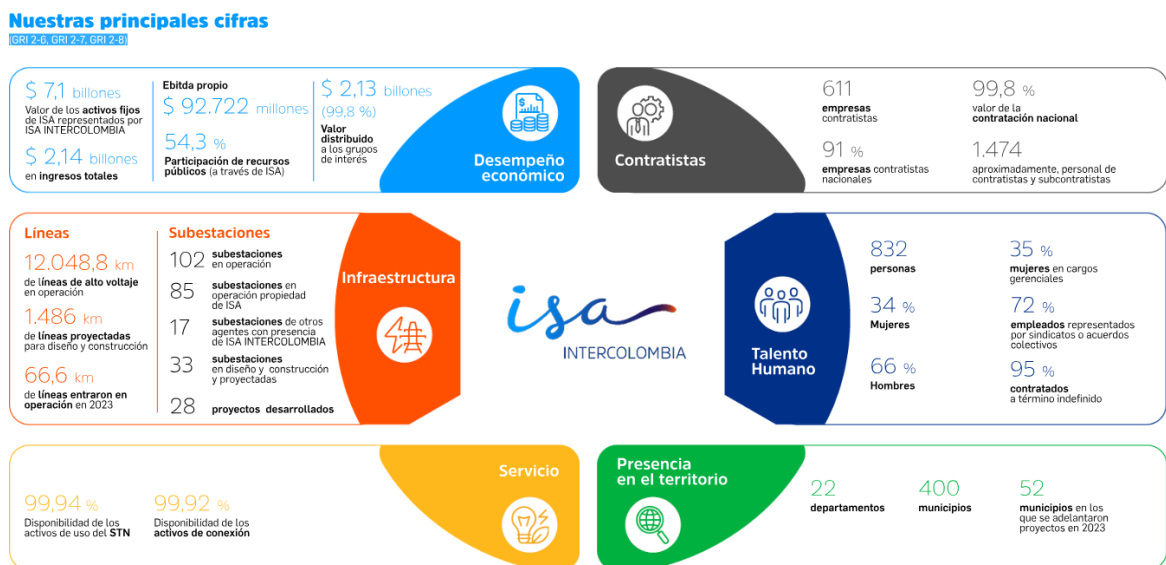 Nuestras principales cifras
(GRI 2-6, GRI 2-7, GRI 2-8)
$ 7,1 billones
Valor de los activos fijos
de ISA representados por
ISA INTERCOLOMBIA
$ 2,14 billones
en ingresos totales
Ebitda propio
$ 92.722 millones
54,3 %
Participación de recursos
públicos (a través de ISA)
$ 2,13 billones
(99,8 %)
Valor
distribuido
a los grupos
de interés
Desempeño
económico
Contratistas
611
empresas
contratistas
91 %
empresas contratistas
nacionales
99,8 %
valor de la
contratación nacional
1.474
aproximadamente, personal de
contratistas y subcontratistas
Líneas
12.048,8 km
de líneas de alto voltaje
en operación
1.486 km
de líneas proyectadas
para diseño y construcción
66,6 km
de líneas entraron en
operación en 2023
Subestaciones
102 subestaciones
en operación
85 subestaciones en
operación propiedad
de ISA
17 subestaciones de otros
agentes con presencia
de ISA INTERCOLOMBIA
33 subestaciones
en diseño y construcción
y proyectadas
28 proyectos desarrollados
Infraestructura
isa
INTERCOLOMBIA
Talento
Humano
832
personas
34 %
Mujeres
66 %
Hombres
35 %
mujeres en cargos
gerenciales
72 %
empleados representados
por sindicatos o acuerdos
colectivos
95 %
contratados
a término indefinido
99,94 %
Disponibilidad de los
activos de uso del STN
99,92 %
Disponibilidad de los
activos de conexión
Servicio
Presencia
en el territorio
22
departamentos
400
municipios
52
municipios en los
que se adelantaron
proyectos en 2023